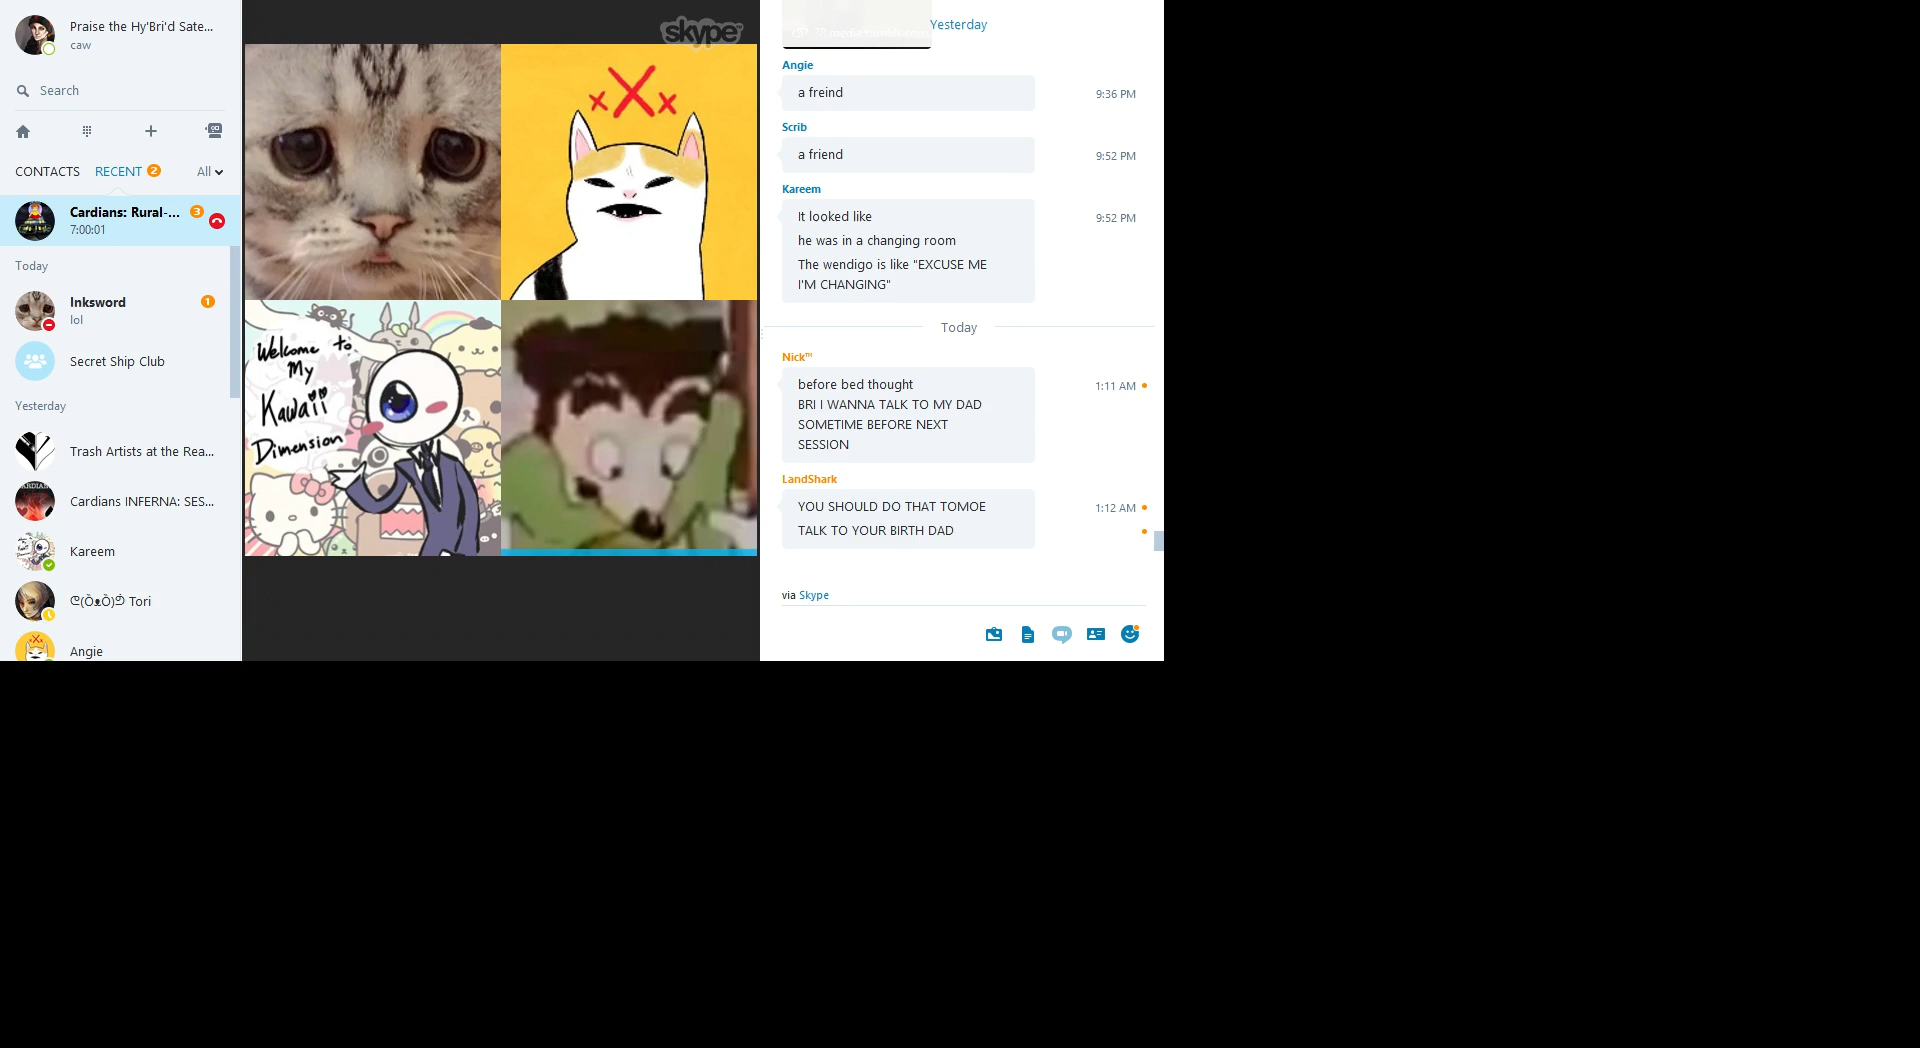 Praise the Hy'Bri'd Sate...
caw
Search
CONTACTS
RECENT 2
All
Cardians: Rural-... 3
7:00:01
Today
Inksword 1
lol
Secret Ship Club
Yesterday
Trash Artists at the Rea...
Cardians INFERNA: SES...
Kareem
Tori
Angie
skype™
Welcome to
My
Kawaii
Dimension
Yesterday
Angie
a freind
9:36 PM
Scrib
a friend
9:52 PM
Kareem
It looked like
9:52 PM
he was in a changing room
The wendigo is like "EXCUSE ME
I'M CHANGING"
Today
Nick™
before bed thought
1:11 AM
BRI I WANNA TALK TO MY DAD
SOMETIME BEFORE NEXT
SESSION
LandShark
YOU SHOULD DO THAT TOMOE
1:12 AM
TALK TO YOUR BIRTH DAD
via Skype